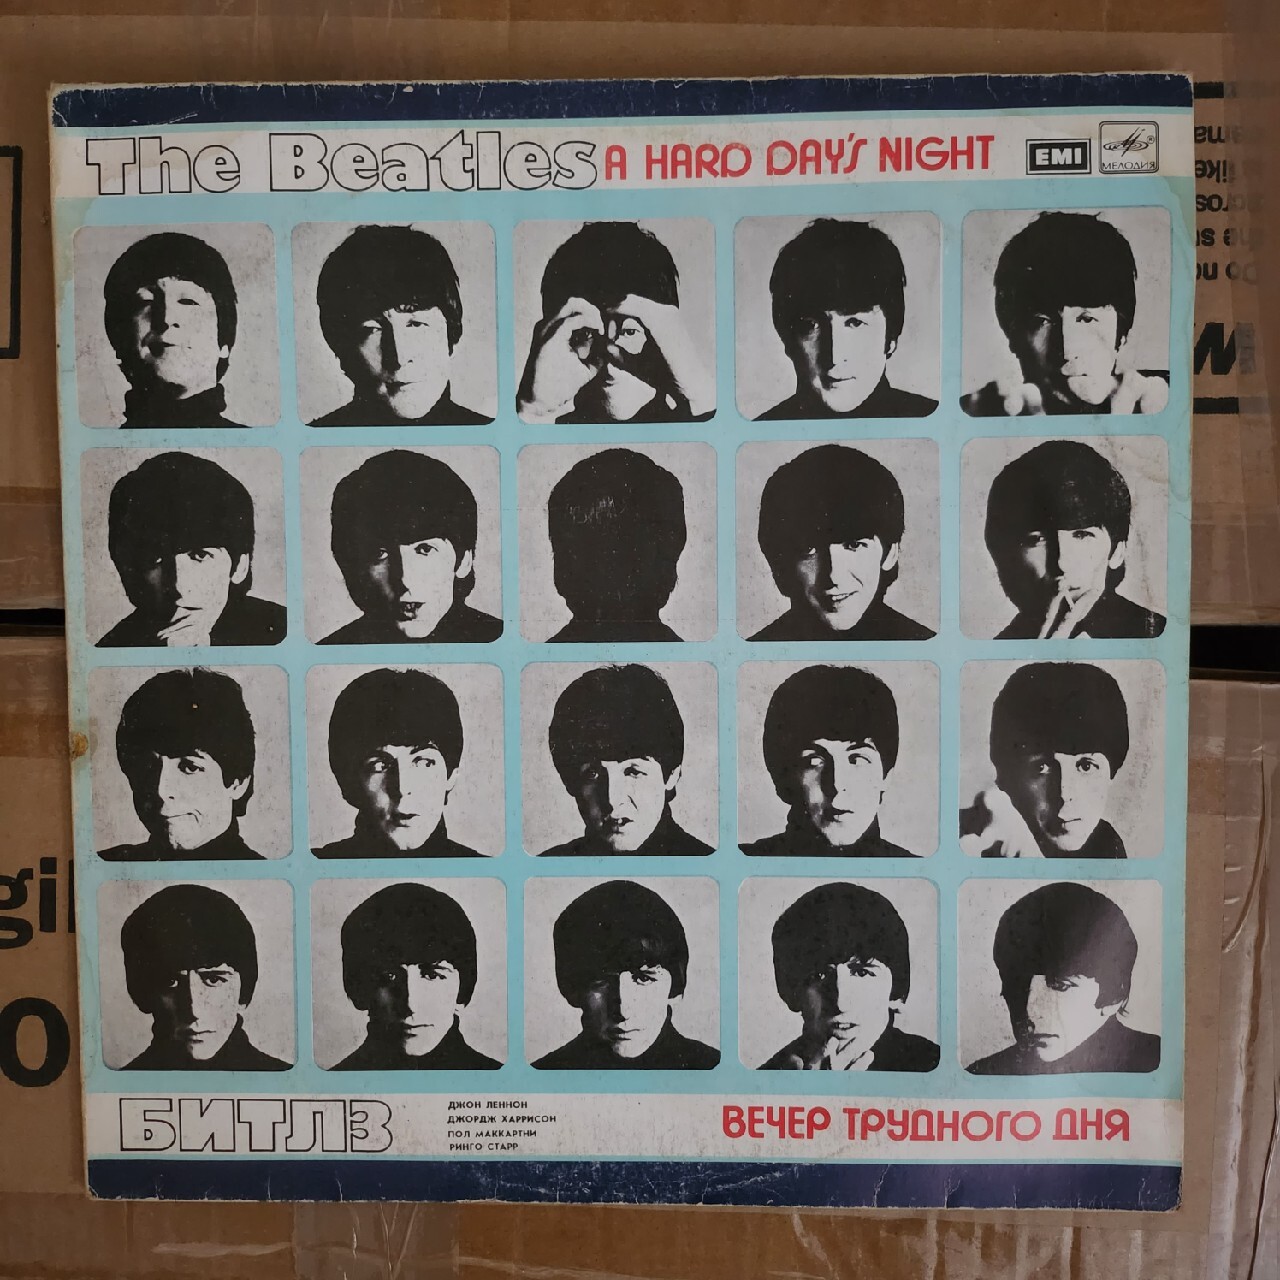 The Beatles A HARD DAY'S NIGHT EMI МЕЛОДИЯ
БИТЛЗ
ДЖОН ЛЕННОН
ДЖОРДЖ ХАРРИСОН
ПОЛ МАККАРТНИ
РИНГО СТАРР
ВЕЧЕР ТРУДНОГО ДНЯ